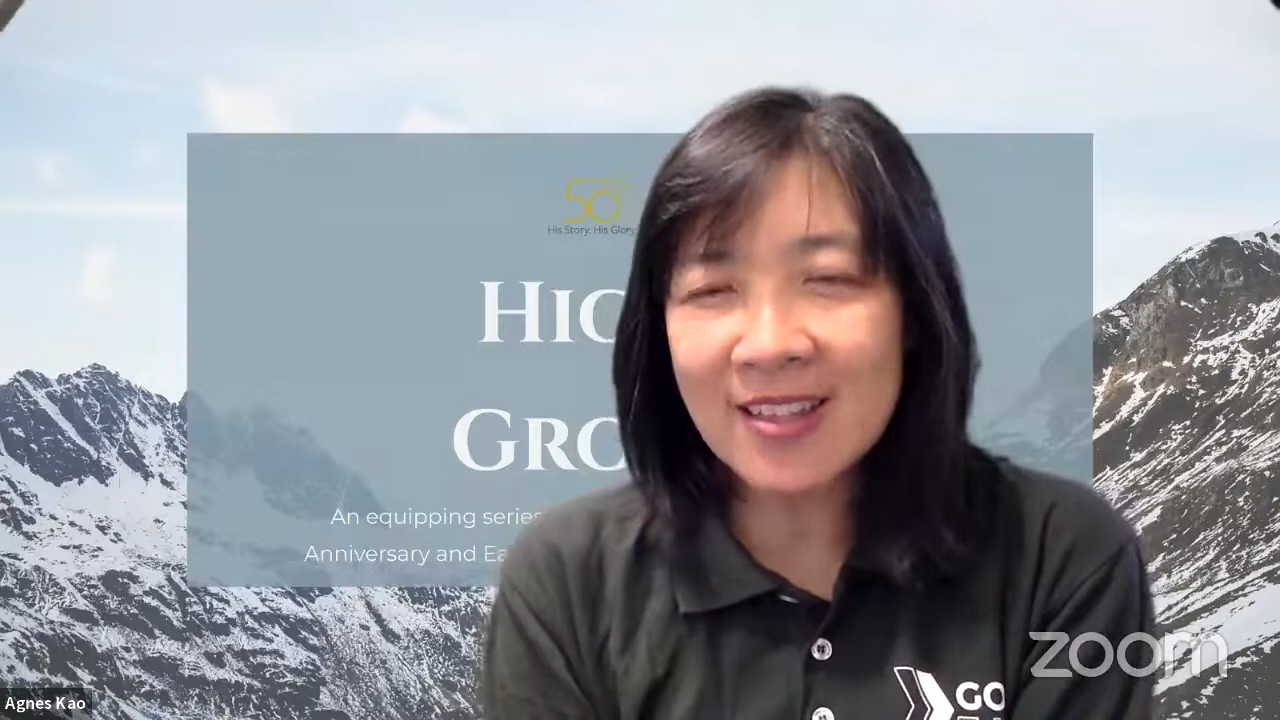 50
His Story, His Glory
HIG
GRO
An equipping series
Anniversary and Ea
GO
zoom
Agnes Kao